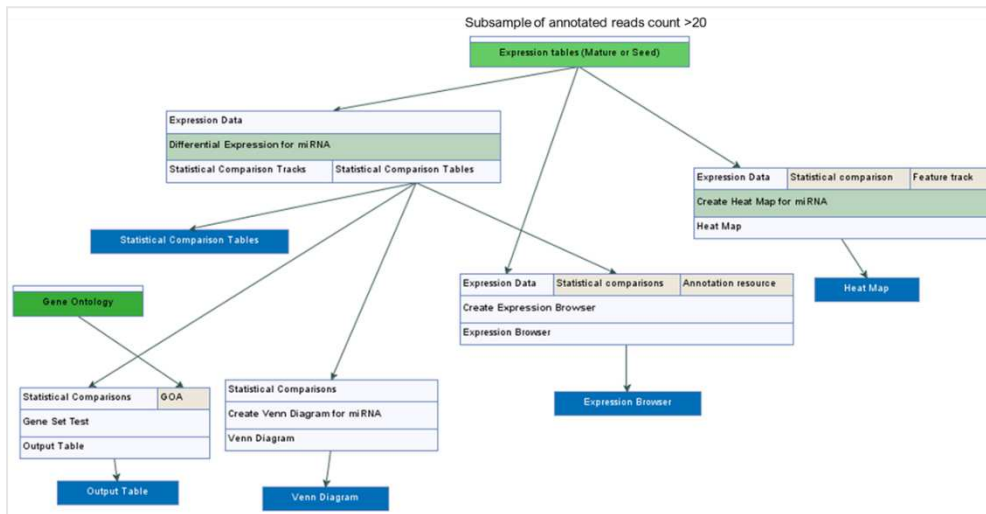 Subsample of annotated reads count >20
Expression tables (Mature or Seed)
Expression Data
Differential Expression for miRNA
Statistical Comparison Tracks Statistical Comparison Tables
Expression Data Statistical comparison Feature track
Create Heat Map for miRNA
Heat Map
Statistical Comparison Tables
Heat Map
Gene Ontology
Expression Data Statistical comparisons Annotation resource
Create Expression Browser
Expression Browser
Expression Browser
Statistical Comparisons GOA
Gene Set Test
Output Table
Statistical Comparisons
Create Venn Diagram for miRNA
Venn Diagram
Output Table
Venn Diagram